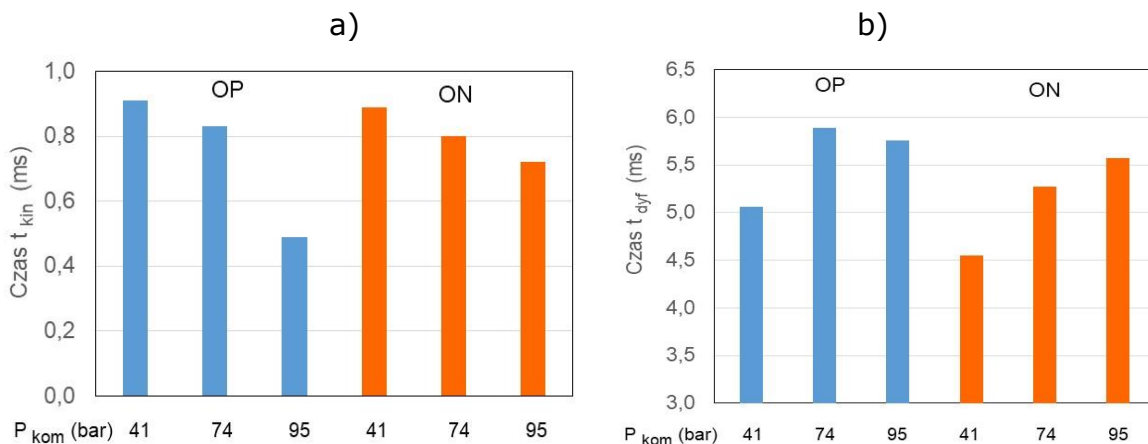 a)
Czas t kin (ms)
1,0
0,8
0,6
0,4
0,2
0,0
OP
ON
P kom (bar) 41 74 95 41 74 95
b)
Czas t dyf (ms)
6,5
6,0
5,5
5,0
4,5
4,0
3,5
3,0
OP
ON
P kom (bar) 41 74 95 41 74 95